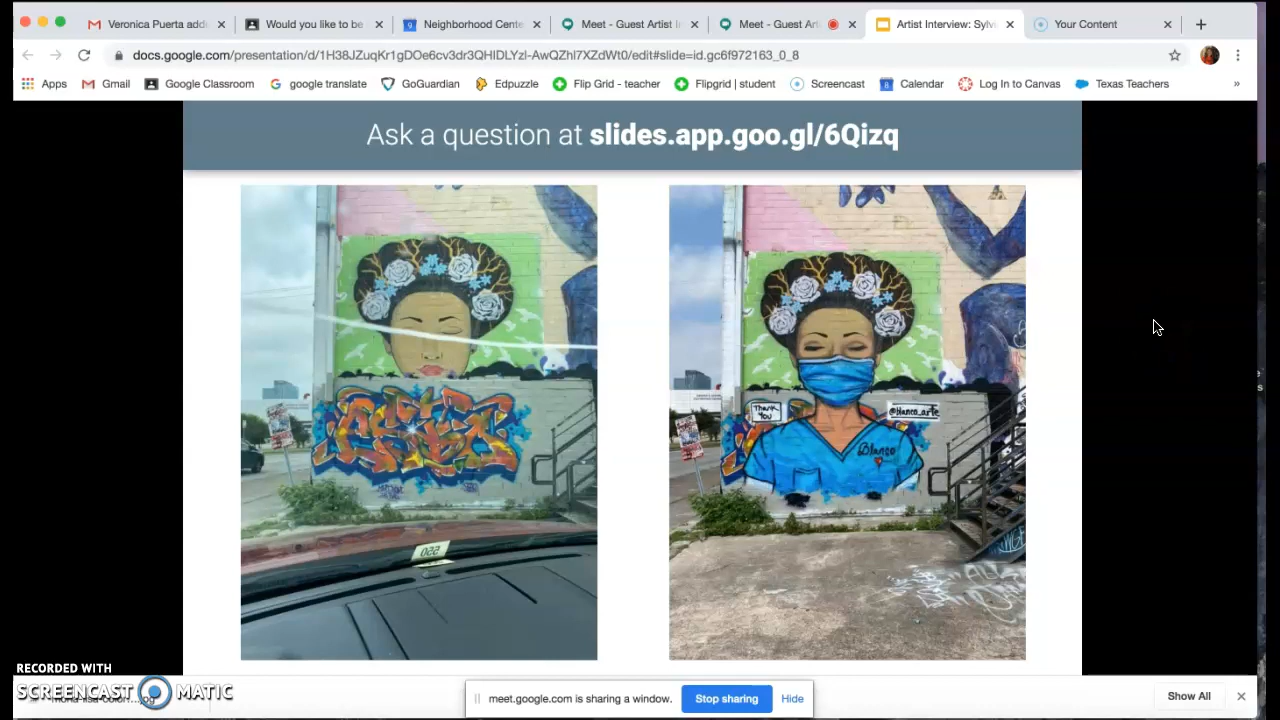 Veronica Puerta add
Would you like to be
Neighborhood Cente
Meet - Guest Artist I
Meet - Guest Art
Artist Interview: Sylv
Your Content
docs.google.com/presentation/d/1H38JZuqKr1gDOe6cv3dr3QHIDLYzl-AwQZhl7XZdWt0/edit#slide=id.gc6f972163_0_8
Apps
Gmail
Google Classroom
google translate
GoGuardian
Edpuzzle
Flip Grid - teacher
Flipgrid | student
Screencast
Calendar
Log In to Canvas
Texas Teachers
»
Ask a question at slides.app.goo.gl/6Qizq
Thank
You
@blanco_arte
Blanco
550
RECORDED WITH
SCREENCAST MATIC
meet.google.com is sharing a window.
Stop sharing
Hide
Show All